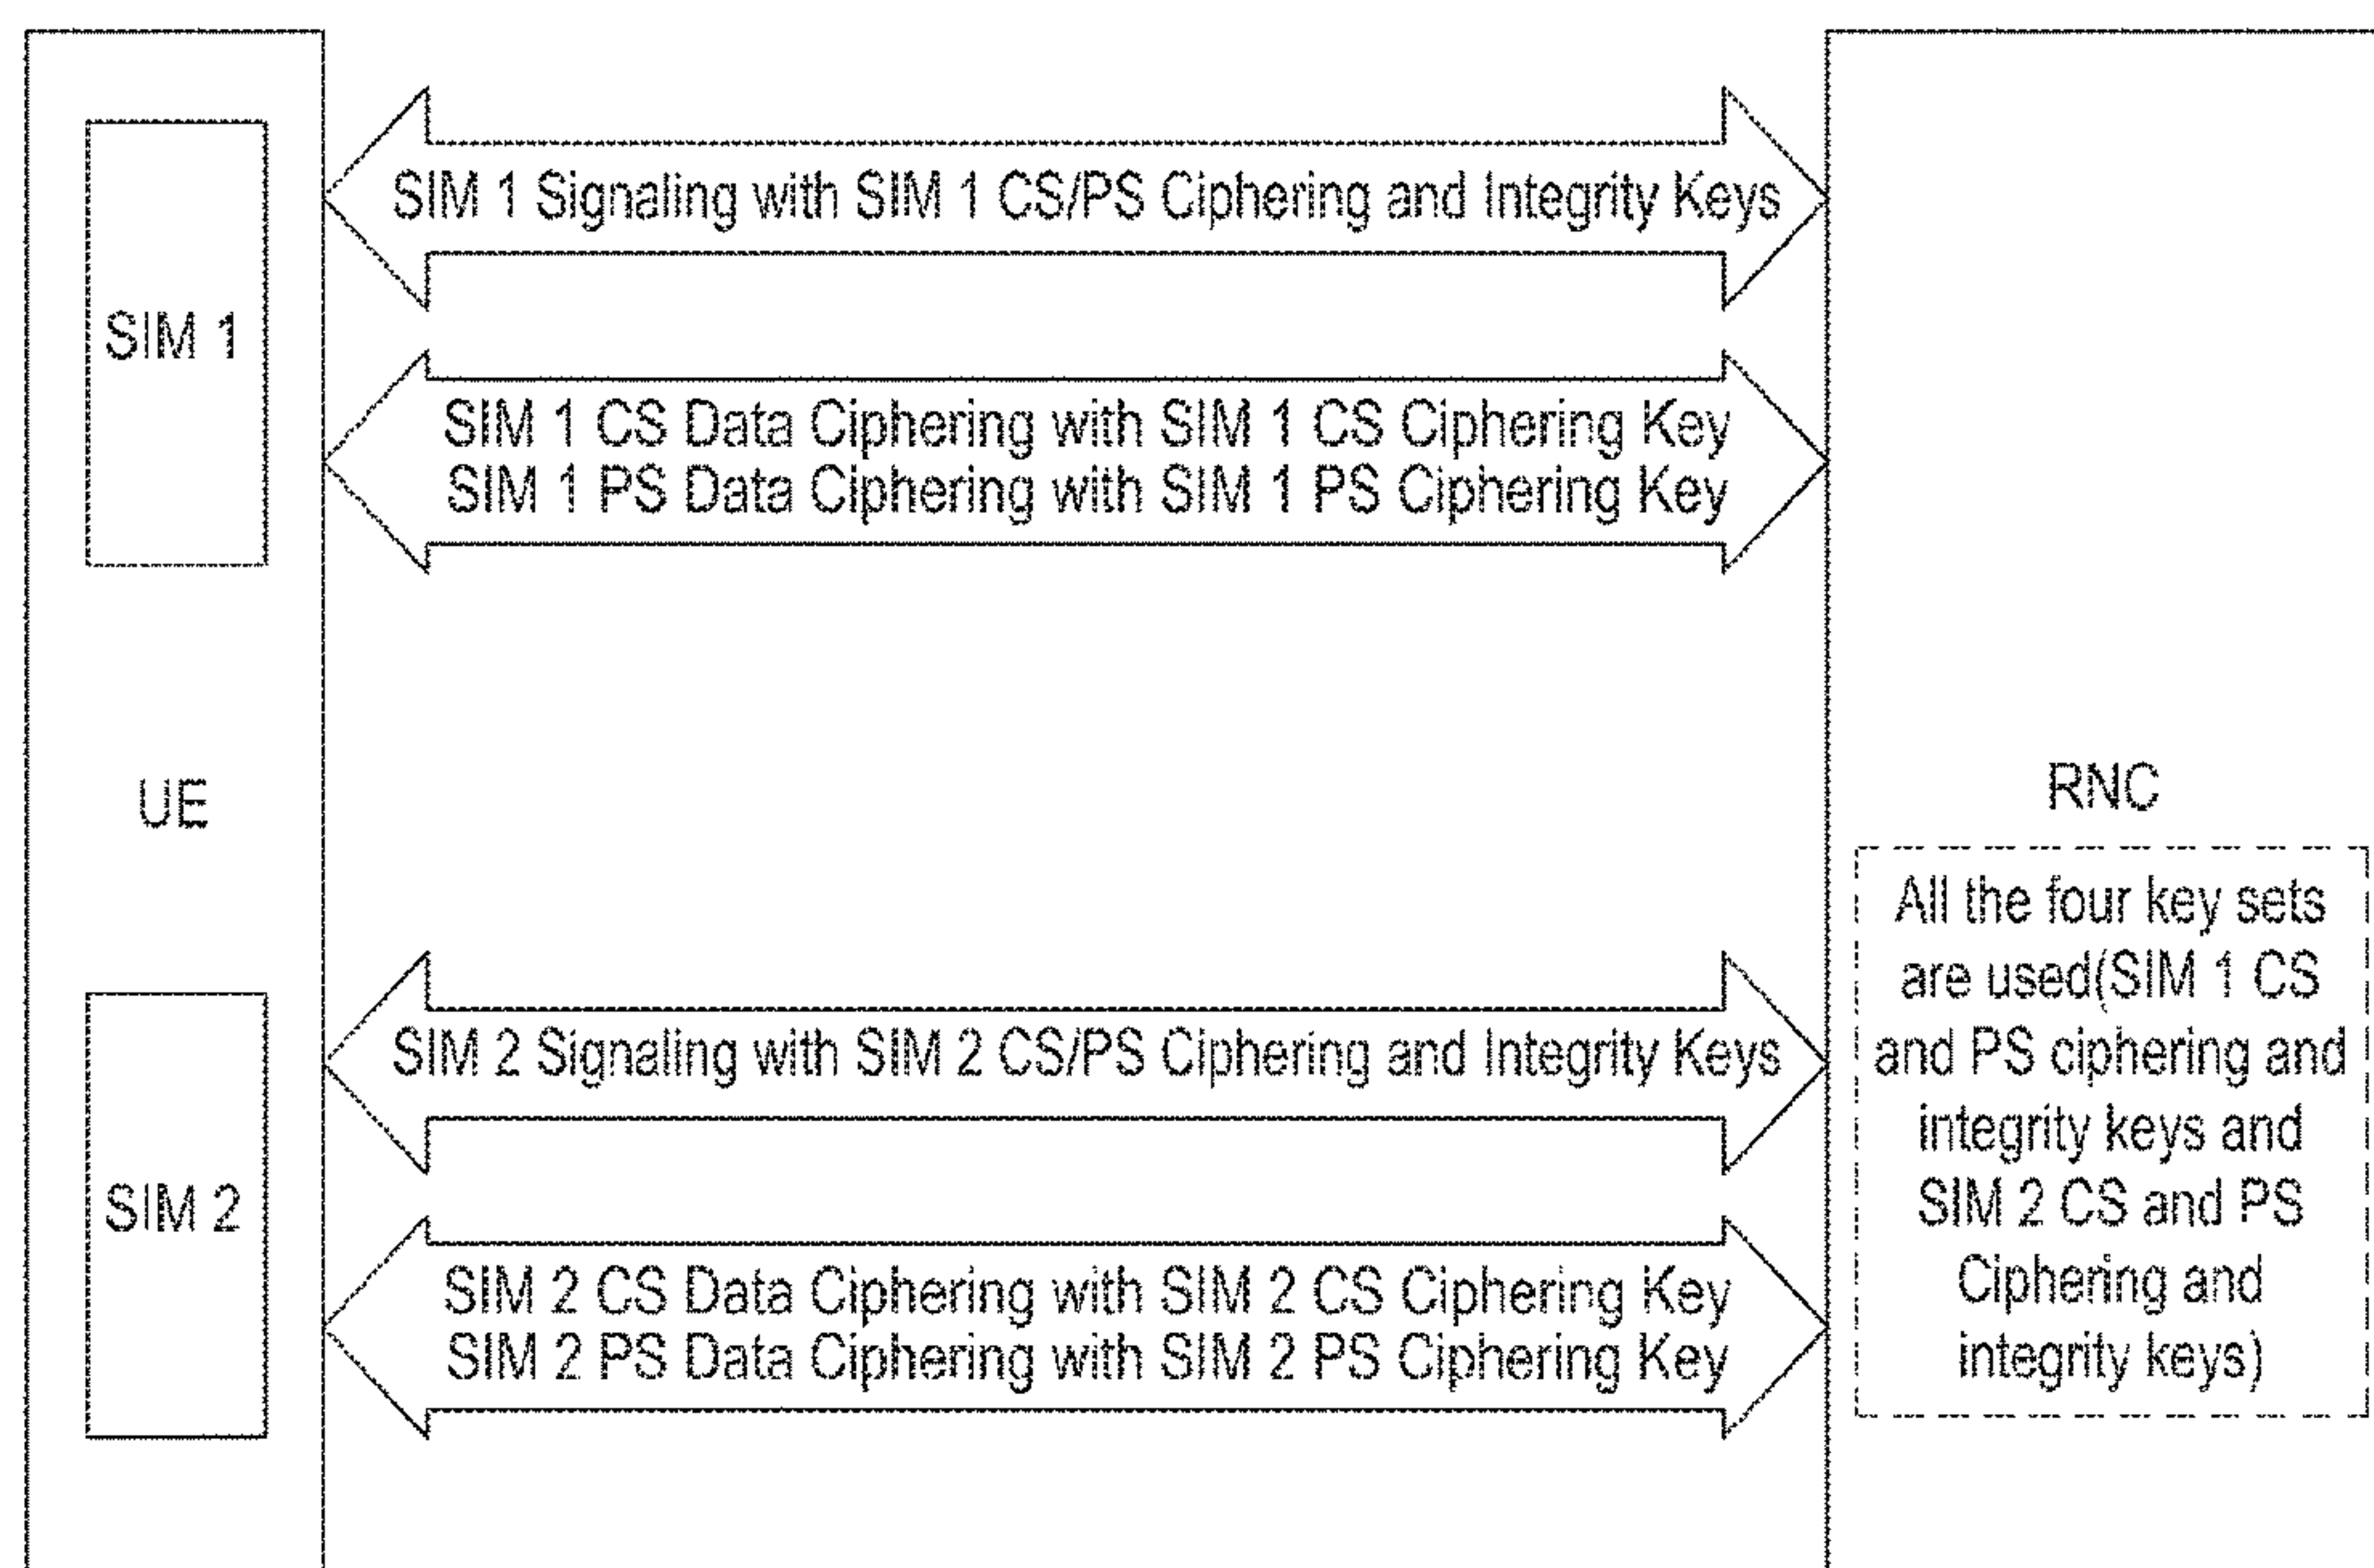 SIM 1 Signaling with SIM 1 CS/PS Ciphering and Integrity Keys
SIM 1
SIM 1 CS Data Ciphering with SIM 1 CS Ciphering Key
SIM 1 PS Data Ciphering with SIM 1 PS Ciphering Key
UE
RNC
All the four key sets
are used(SIM 1 CS
and PS ciphering and
integrity keys and
SIM 2 CS and PS
Ciphering and
integrity keys)
SIM 2 Signaling with SIM 2 CS/PS Ciphering and Integrity Keys
SIM 2
SIM 2 CS Data Ciphering with SIM 2 CS Ciphering Key
SIM 2 PS Data Ciphering with SIM 2 PS Ciphering Key